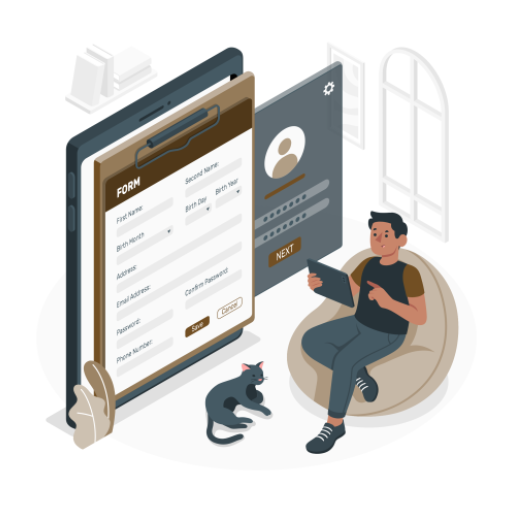 FORM
First Name:
Second Name:
Birth Month
Birth Day
Birth Year
Address:
Email Address:
Password:
Confirm Password:
Phone Number:
Save
Cancel
NEXT